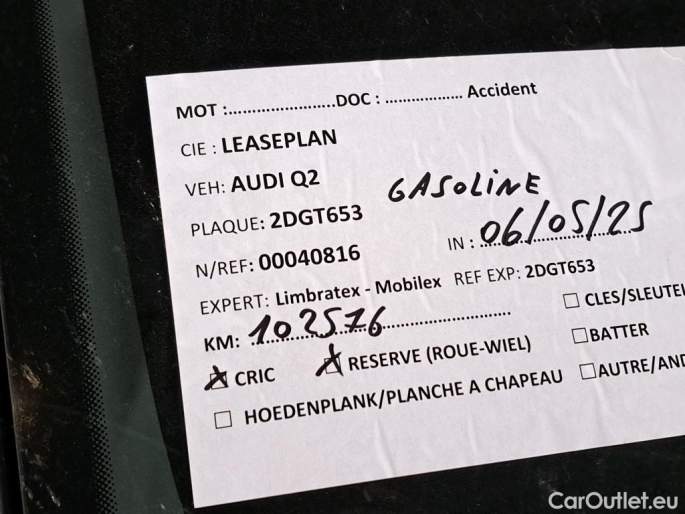 MOT :........................DOC : .................. Accident
CIE : LEASEPLAN
VEH: AUDI Q2
GASOLINE
PLAQUE: 2DGT653
IN : 06/05/25
N/REF: 00040816
EXPERT: Limbratex - Mobilex REF EXP: 2DGT653
KM: 102576
CLES/SLEUTEL
CRIC RESERVE (ROUE-WIEL) BATTER
HOEDENPLANK/PLANCHE A CHAPEAU AUTRE/AND
CarOutlet.eu